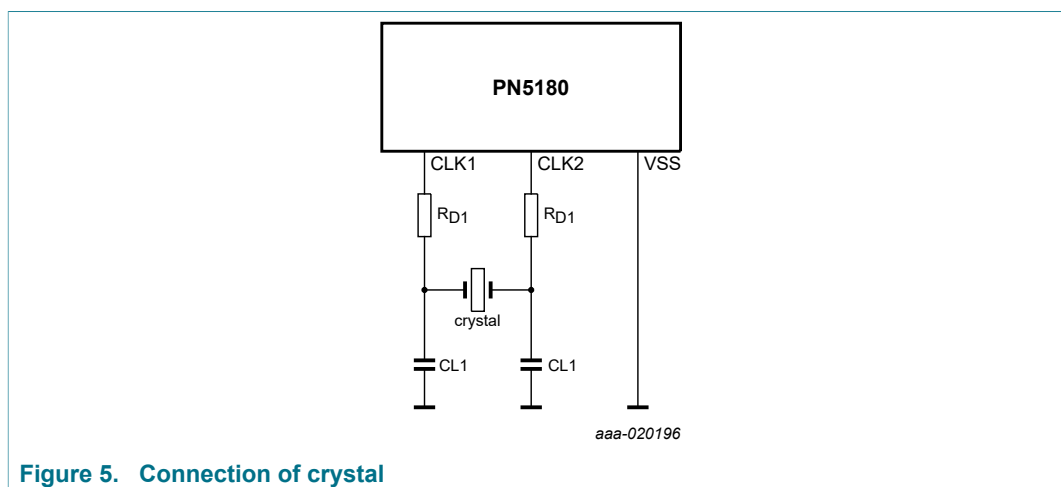 PN5180
CLK1 CLK2 VSS
RD1 RD1
crystal
CL1 CL1
aaa-020196
Figure 5. Connection of crystal